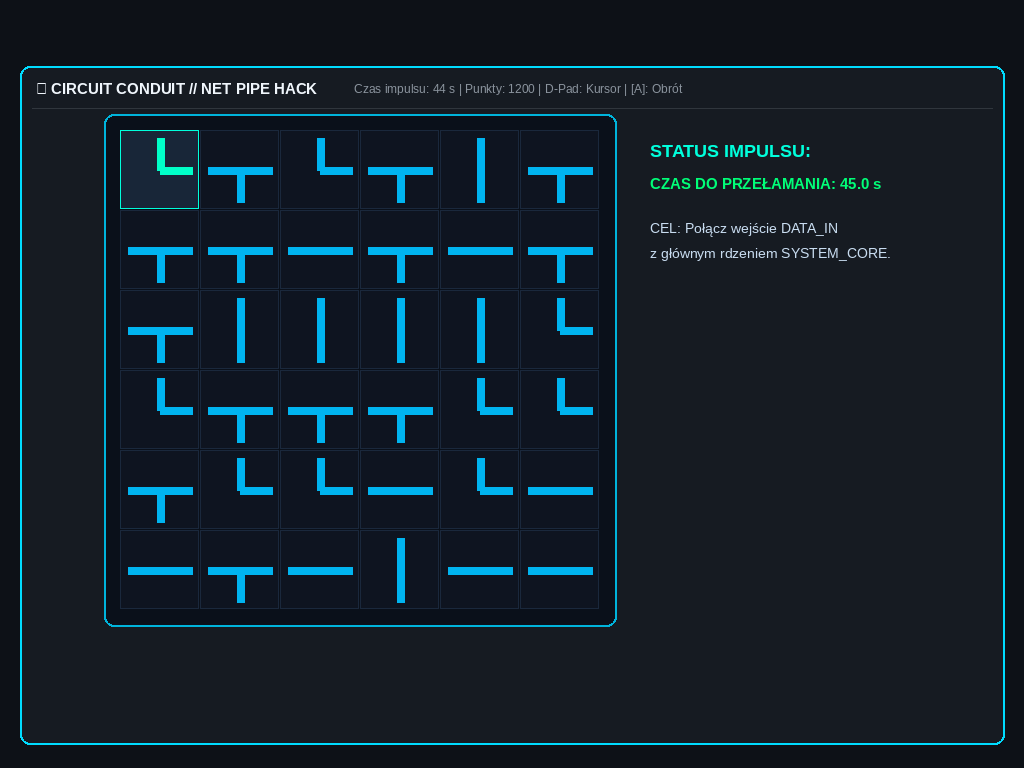 CIRCUIT CONDUIT // NET PIPE HACK
Czas impulsu: 44 s | Punkty: 1200 | D-Pad: Kursor | [A]: Obrót
STATUS IMPULSU:
CZAS DO PRZEŁAMANIA: 45.0 s
CEL: Połącz wejście DATA_IN
z głównym rdzeniem SYSTEM_CORE.